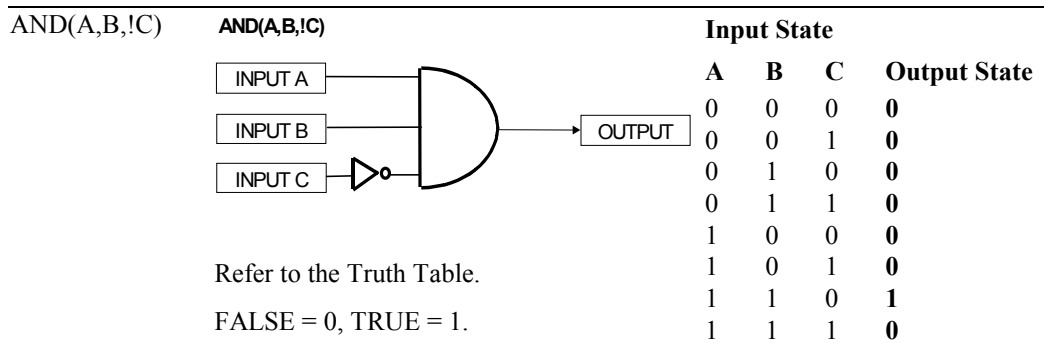 AND(A,B,!C)
AND(A,B,!C)
INPUT A
INPUT B
INPUT C
OUTPUT
Refer to the Truth Table.
FALSE = 0, TRUE = 1.
Input State
A B C Output State
0 0 0 0
0 0 1 0
0 1 0 0
0 1 1 0
1 0 0 0
1 0 1 0
1 1 0 1
1 1 1 0